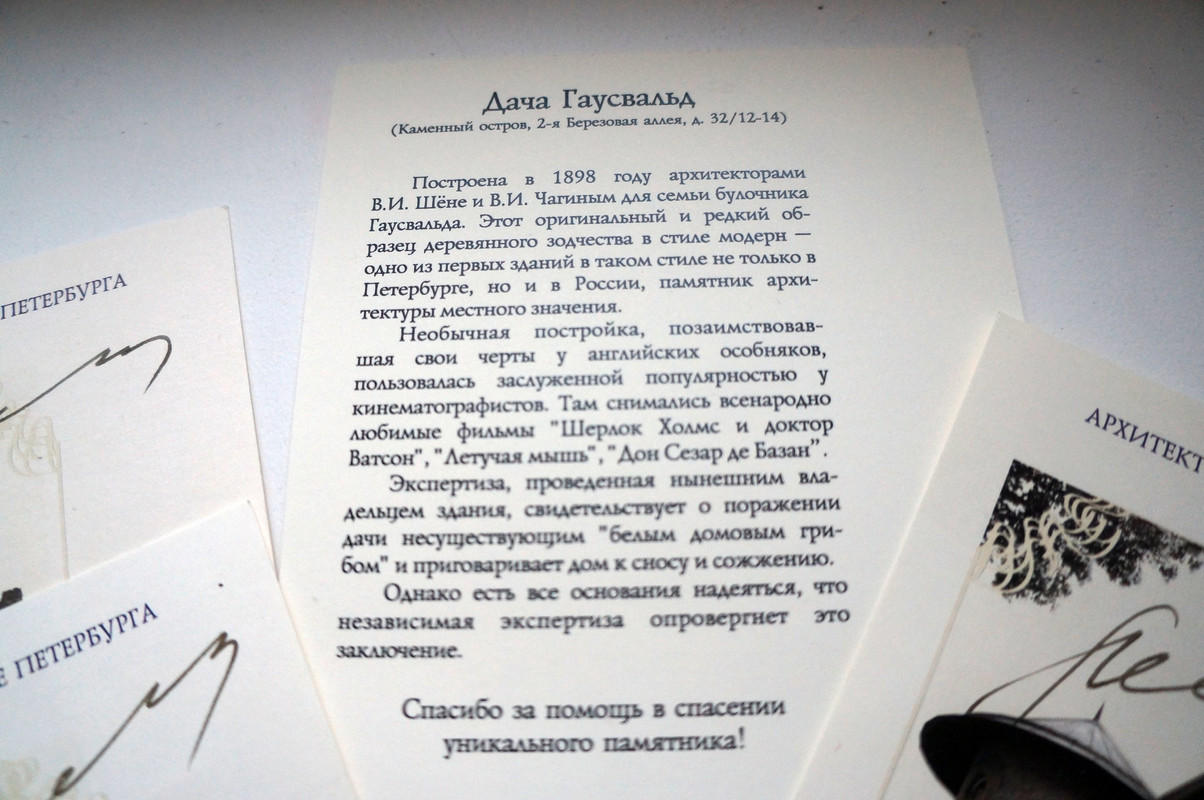 Дача Гаусвальд
(Каменный остров, 2-я Березовая аллея, д. 32/12-14)
Построена в 1898 году архитекторами
В.И. Шёне и В.И. Чагиным для семьи булочника
Гаусвальда. Этот оригинальный и редкий об-
разец деревянного зодчества в стиле модерн —
одно из первых зданий в таком стиле не только в
Петербурге, но и в России, памятник архи-
тектуры местного значения.
Необычная постройка, позаимствовав-
шая свои черты у английских особняков,
пользовалась заслуженной популярностью у
кинематографистов. Там снимались всенародно
любимые фильмы "Шерлок Холмс и доктор
Ватсон", "Летучая мышь", "Дон Сезар де Базан".
Экспертиза, проведенная нынешним вла-
дельцем здания, свидетельствует о поражении
дачи несуществующим "белым домовым гри-
бом" и приговаривает дом к сносу и сожжению.
Однако есть все основания надеяться, что
независимая экспертиза опровергнет это
заключение.
Спасибо за помощь в спасении
уникального памятника!
ПЕТЕРБУРГА
Е ПЕТЕРБУРГА
АРХИТЕКТ